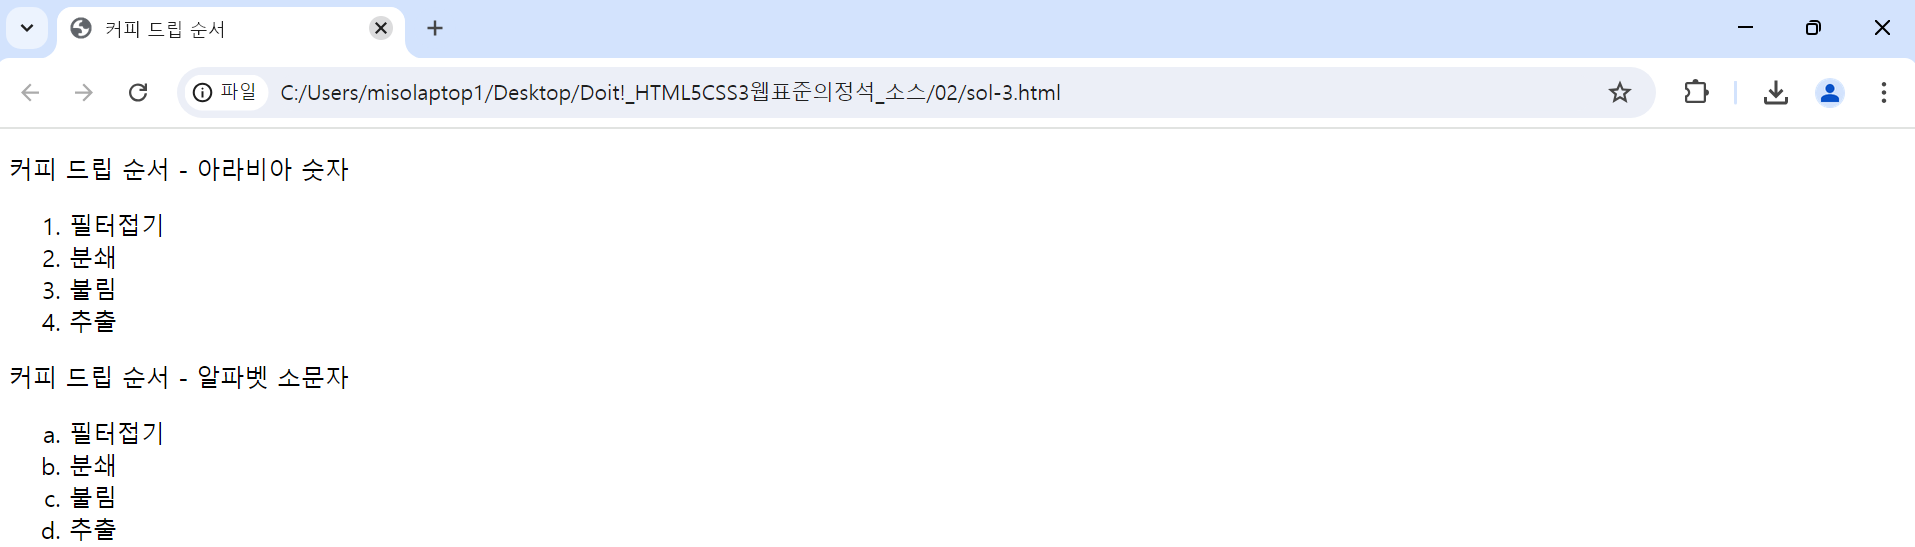 커피 드립 순서
파일 C:/Users/misolaptop1/Desktop/Doit!_HTML5CSS3웹표준의정석_소스/02/sol-3.html
커피 드립 순서 - 아라비아 숫자
1. 필터접기
2. 분쇄
3. 불림
4. 추출
커피 드립 순서 - 알파벳 소문자
a. 필터접기
b. 분쇄
c. 불림
d. 추출